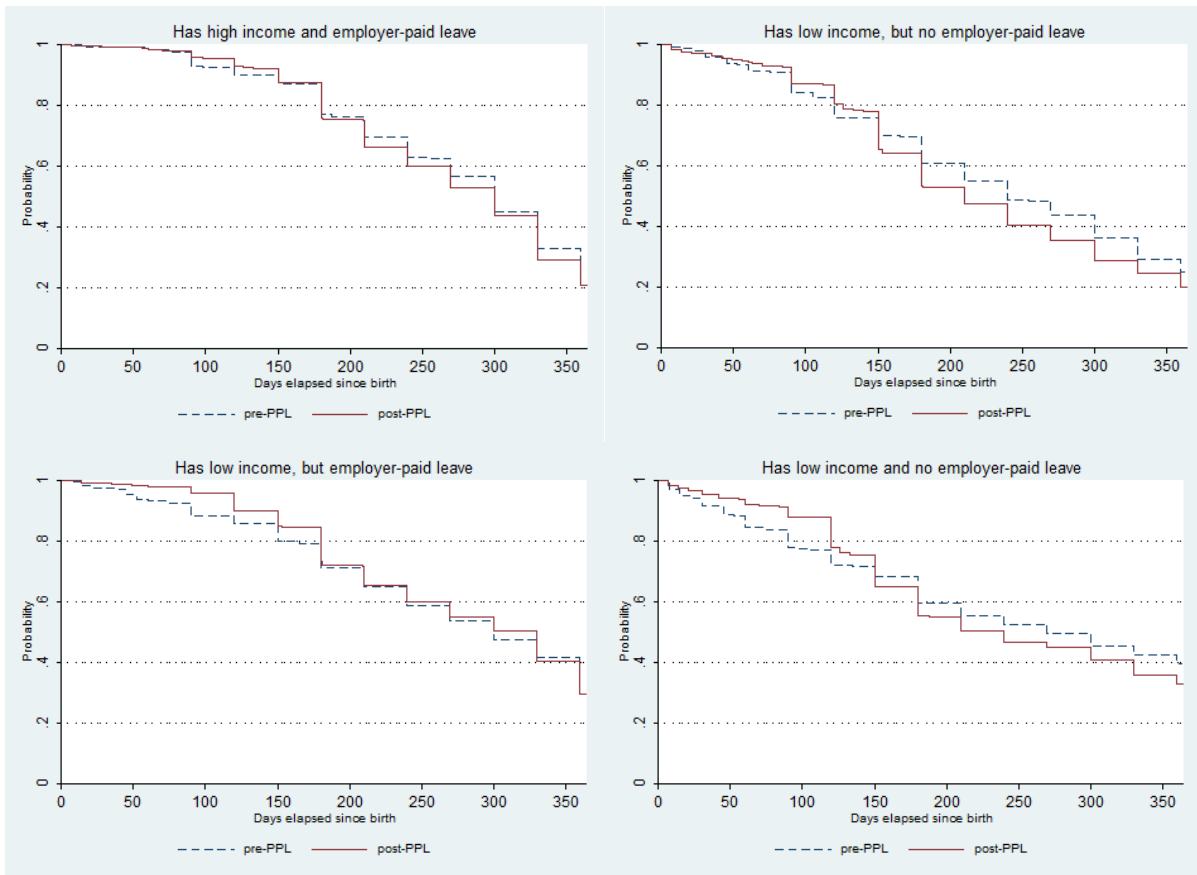 Has high income and employer-paid leave
Probability
1
.8
.6
.4
.2
0
0 50 100 150 200 250 300 350
Days elapsed since birth
pre-PPL post-PPL
Has low income, but no employer-paid leave
Probability
1
.8
.6
.4
.2
0
0 50 100 150 200 250 300 350
Days elapsed since birth
pre-PPL post-PPL
Has low income, but employer-paid leave
Probability
1
.8
.6
.4
.2
0
0 50 100 150 200 250 300 350
Days elapsed since birth
pre-PPL post-PPL
Has low income and no employer-paid leave
Probability
1
.8
.6
.4
.2
0
0 50 100 150 200 250 300 350
Days elapsed since birth
pre-PPL post-PPL